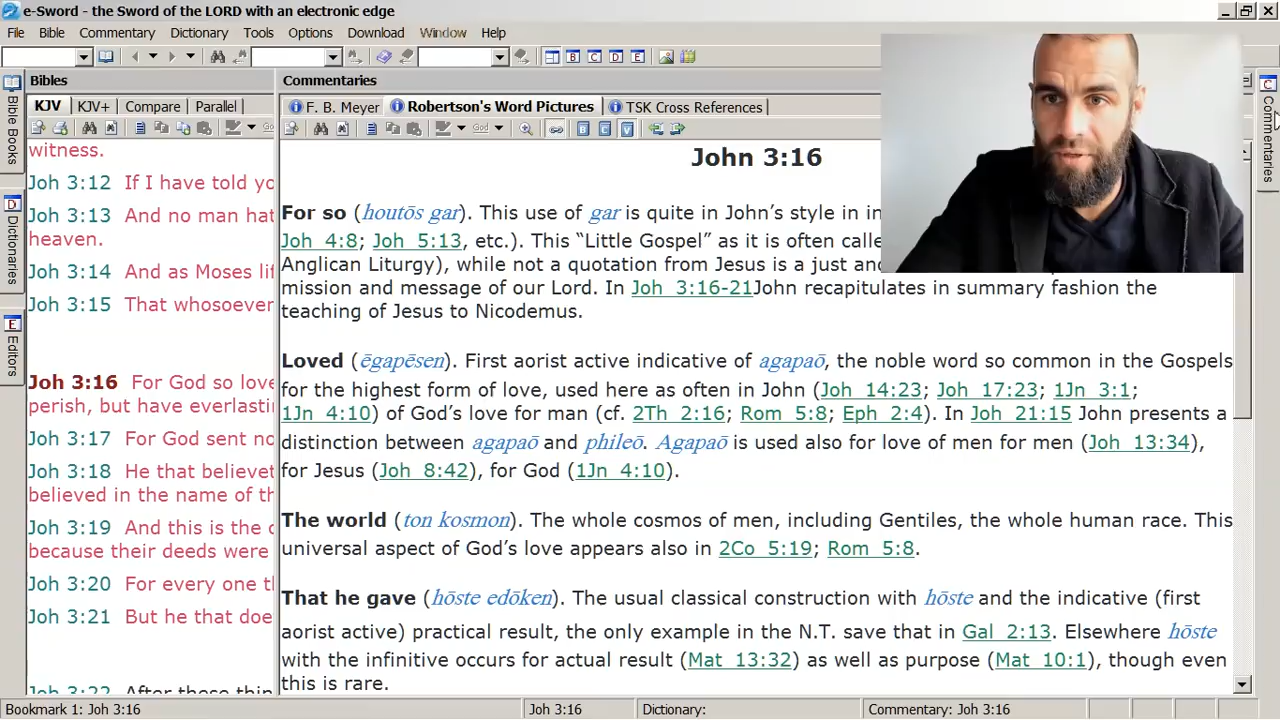 e-Sword - the Sword of the LORD with an electronic edge
File Bible Commentary Dictionary Tools Options Download Window Help
B C D E
Bibles
KJV KJV+ Compare Parallel
witness.
Joh 3:12 If I have told yo
Joh 3:13 And no man hat
heaven.
Joh 3:14 And as Moses lif
Joh 3:15 That whosoever
Joh 3:16 For God so love
perish, but have everlasti
Joh 3:17 For God sent no
Joh 3:18 He that believet
believed in the name of th
Joh 3:19 And this is the c
because their deeds were
Joh 3:20 For every one th
Joh 3:21 But he that doe
Joh 3:22 After these thin
Commentaries
F. B. Meyer Robertson's Word Pictures TSK Cross References
God B C V
John 3:16
For so (houtōs gar). This use of gar is quite in John's style in in
Joh 4:8; Joh 5:13, etc.). This “Little Gospel” as it is often calle
Anglican Liturgy), while not a quotation from Jesus is a just and
mission and message of our Lord. In Joh 3:16-21John recapitulates in summary fashion the
teaching of Jesus to Nicodemus.
Loved (ēgapēsen). First aorist active indicative of agapaō, the noble word so common in the Gospels
for the highest form of love, used here as often in John (Joh 14:23; Joh 17:23; 1Jn 3:1;
1Jn 4:10) of God's love for man (cf. 2Th 2:16; Rom 5:8; Eph 2:4). In Joh 21:15 John presents a
distinction between agapaō and phileō. Agapaō is used also for love of men for men (Joh 13:34),
for Jesus (Joh 8:42), for God (1Jn 4:10).
The world (ton kosmon). The whole cosmos of men, including Gentiles, the whole human race. This
universal aspect of God's love appears also in 2Co 5:19; Rom 5:8.
That he gave (hōste edōken). The usual classical construction with hōste and the indicative (first
aorist active) practical result, the only example in the N.T. save that in Gal 2:13. Elsewhere hōste
with the infinitive occurs for actual result (Mat 13:32) as well as purpose (Mat 10:1), though even
this is rare.
Bible Books
D Dictionaries
E Editors
C Commentaries
Bookmark 1: Joh 3:16 Joh 3:16 Dictionary: Commentary: Joh 3:16